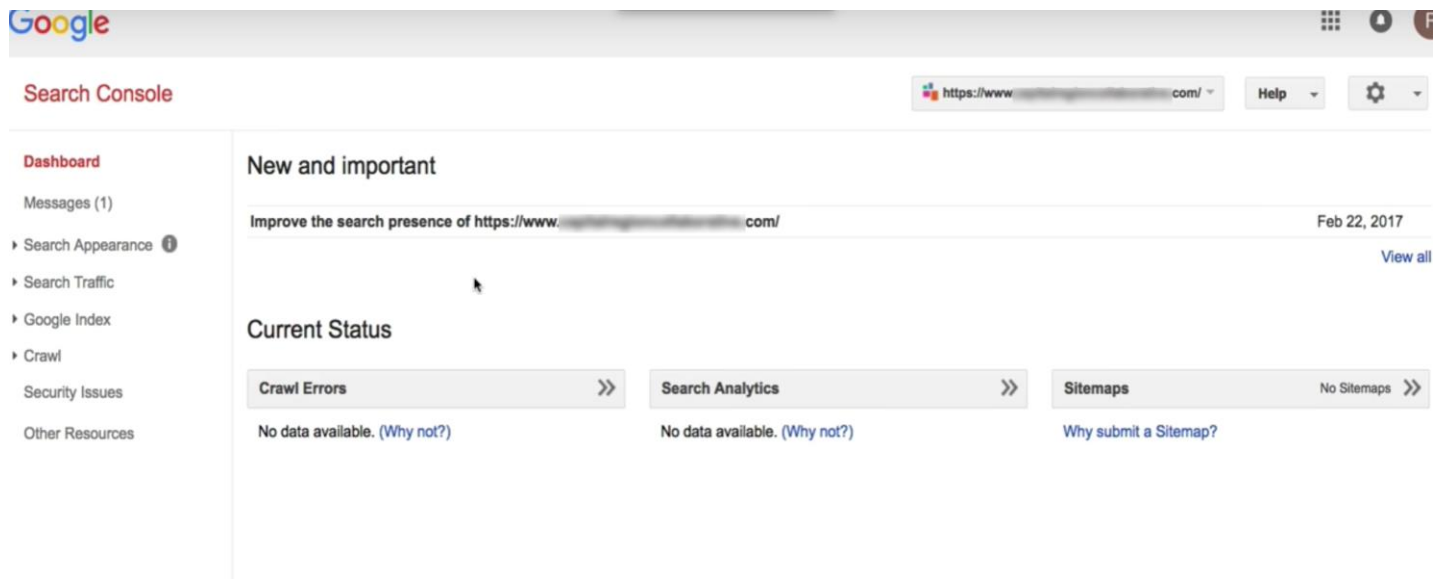 Google
Search Console
https://www com/
Help
Dashboard
Messages (1)
Search Appearance
Search Traffic
Google Index
Crawl
Security Issues
Other Resources
New and important
Improve the search presence of https://www. .com/ Feb 22, 2017
View all
Current Status
Crawl Errors
No data available. (Why not?)
Search Analytics
No data available. (Why not?)
Sitemaps No Sitemaps
Why submit a Sitemap?